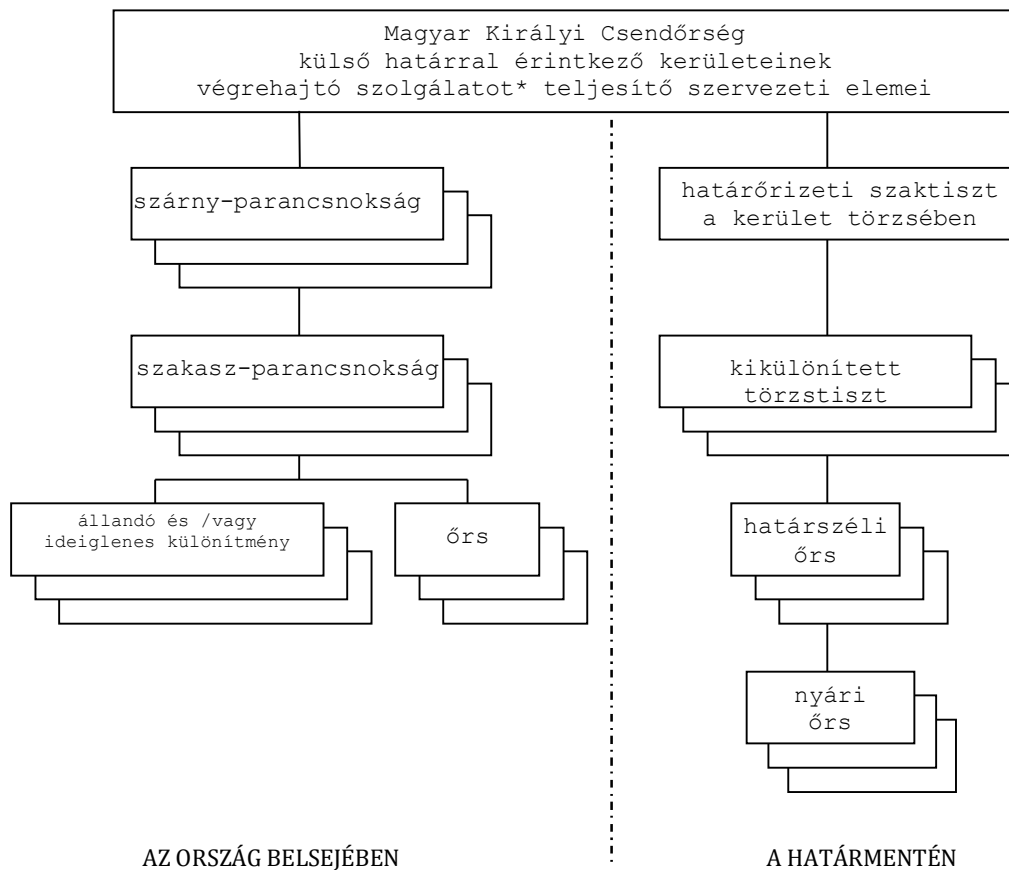 Magyar Királyi Csendőrség
külső határral érintkező kerületeinek
végrehajtó szolgálatot* teljesítő szervezeti elemei
szárny-parancsnokság
határőrizeti szaktiszt
a kerület törzsében
szakasz-parancsnokság
kikülönített
törzstiszt
állandó és /vagy
ideiglenes különítmény
őrs
határszéli
őrs
nyári
őrs
AZ ORSZÁG BELSEJÉBEN
A HATÁRMENTÉN